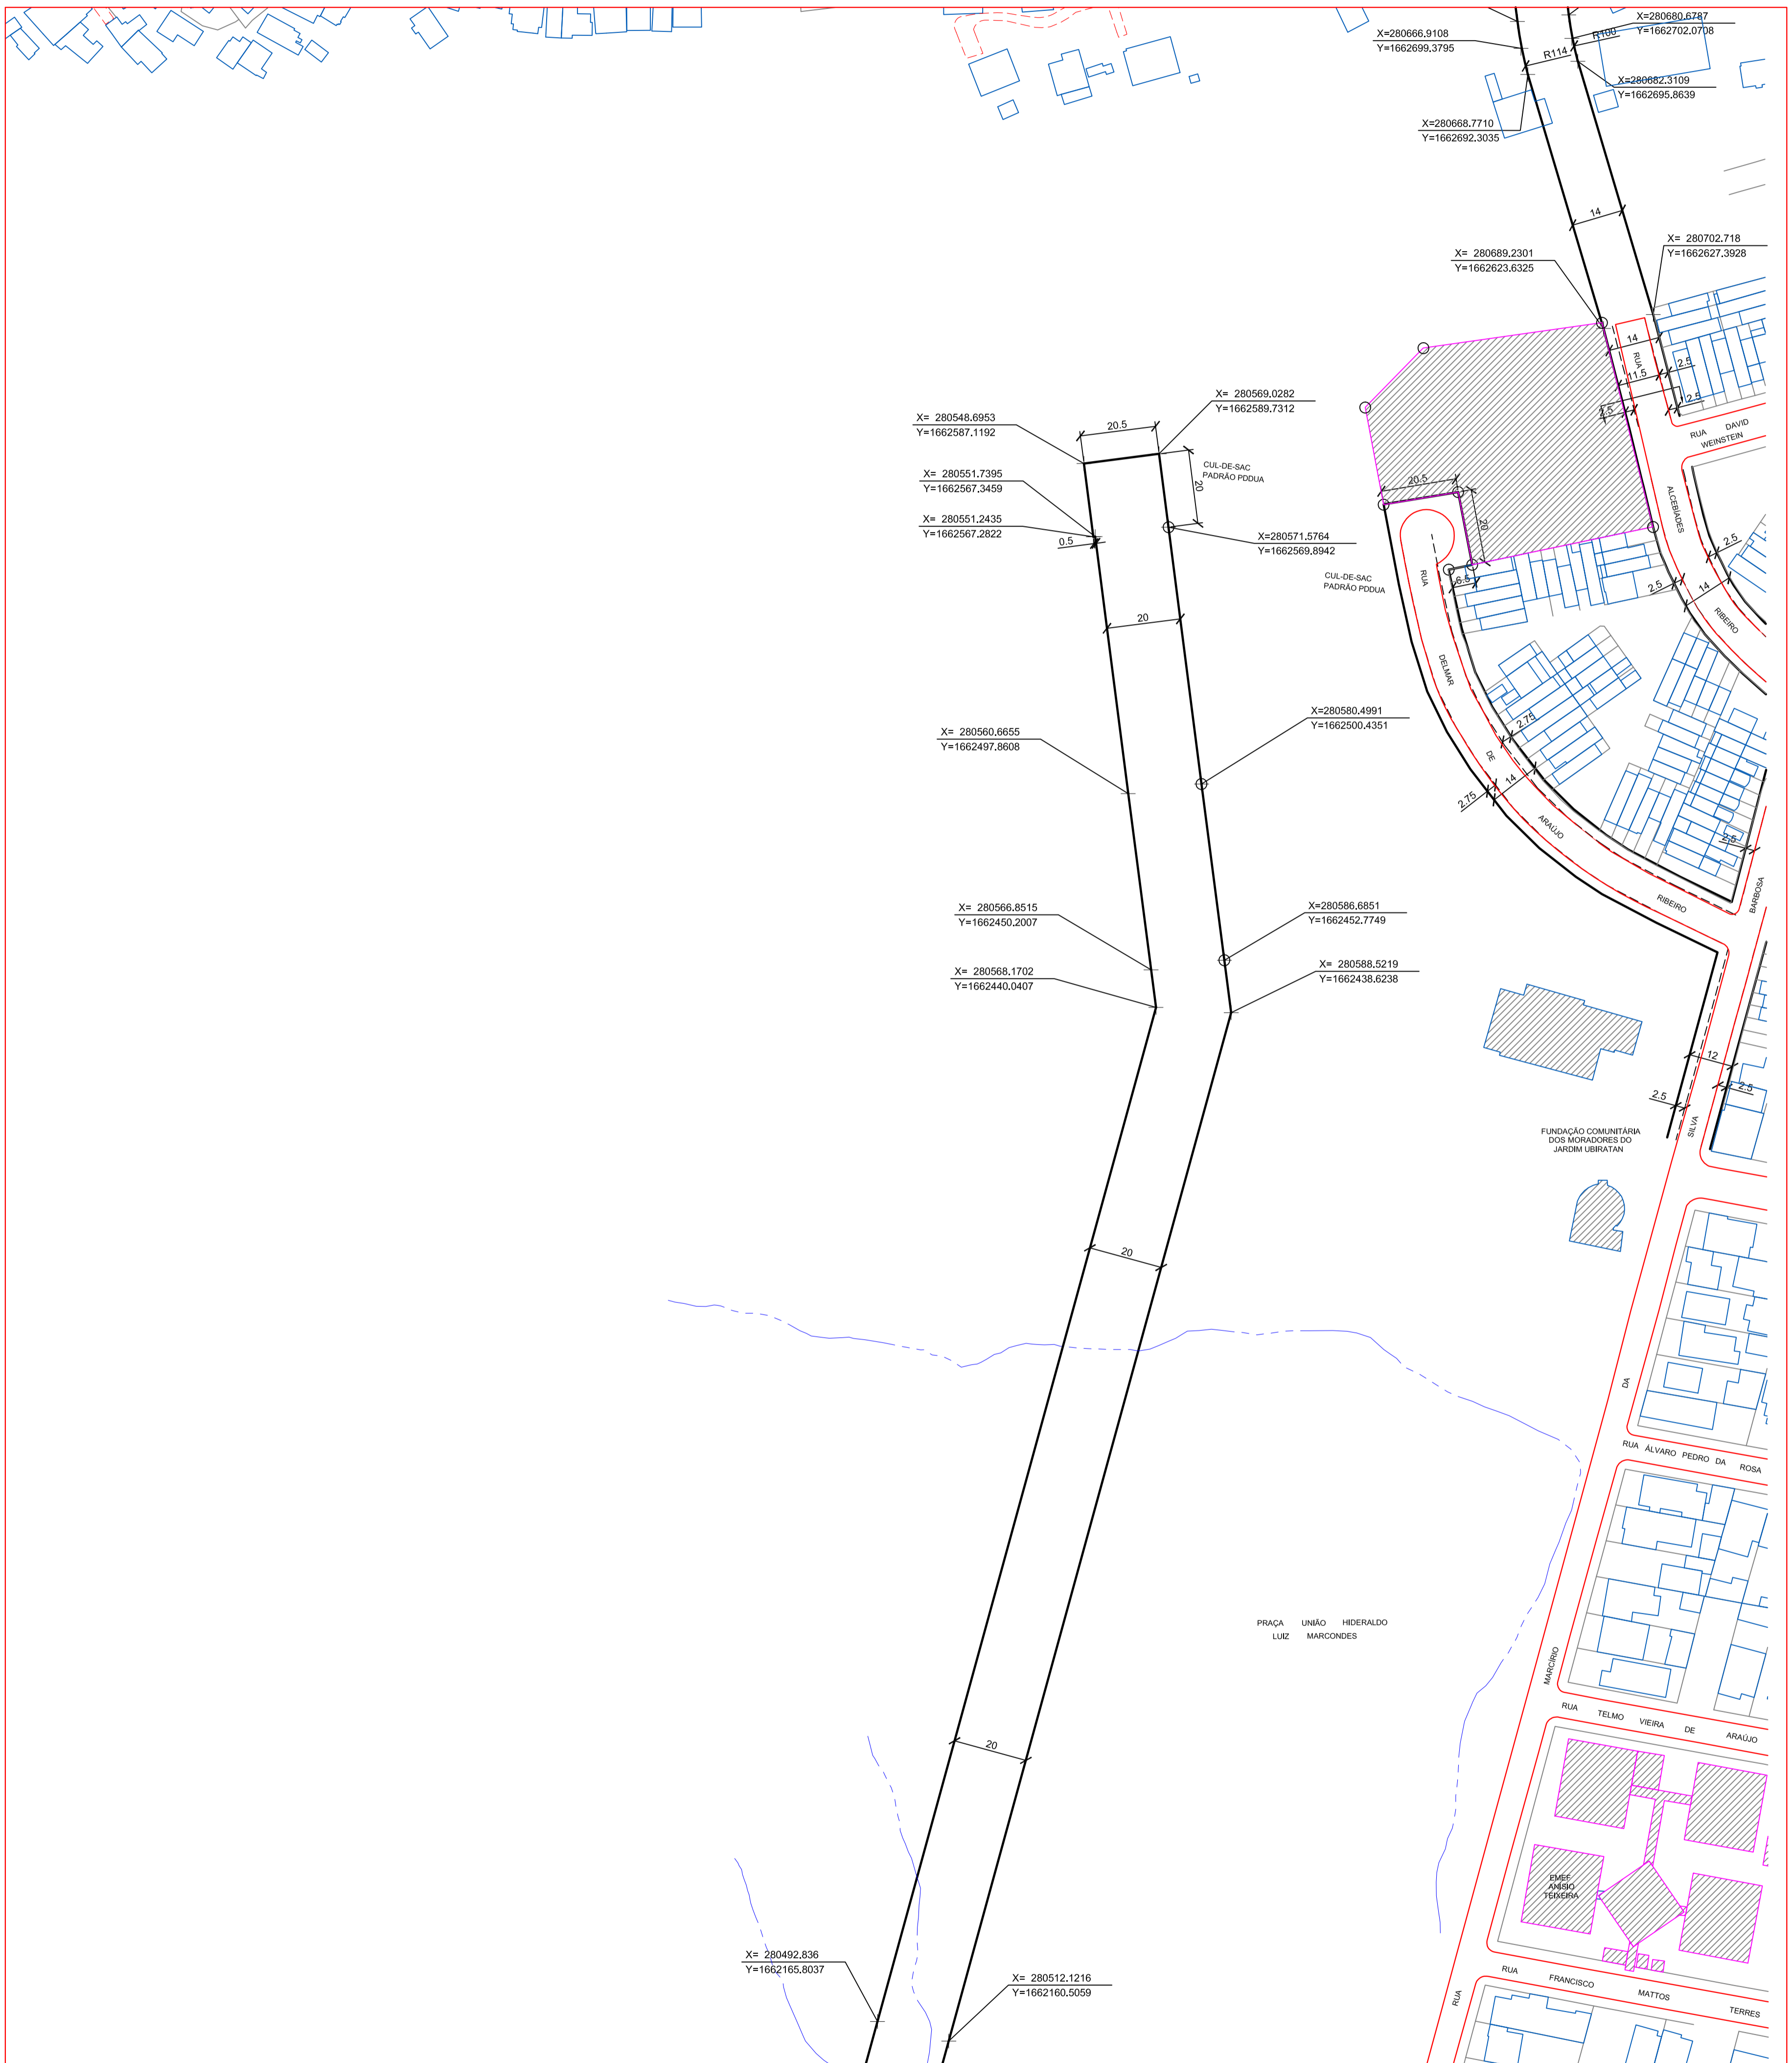 X=280680.6787
Y=1662702.0708
X=280666.9108
Y=1662699.3795
R100
R114
X=280682.3109
Y=1662695.8639
X=280668.7710
Y=1662692.3035
14
X= 280702.718
Y=1662627.3928
X= 280689.2301
Y=1662623.6325
14
RUA
2.5
11.5
2.5
2.5
X= 280569.0282
Y=1662589.7312
X= 280548.6953
Y=1662587.1192
20.5
RUA DAVID
WEINSTEIN
CUL-DE-SAC
PADRÃO PDDUA
20
X= 280551.7395
Y=1662567.3459
20.5
20
ALCEBÍADES
X= 280551.2435
Y=1662567.2822
0.5
X=280571.5764
Y=1662569.8942
2.5
CUL-DE-SAC
PADRÃO PDDUA
RUA
6.5
2.5
14
RIBEIRO
20
DELMAR
X=280580.4991
Y=1662500.4351
2.75
X= 280560.6655
Y=1662497.8608
DE
14
2.75
ARAÚJO
2.5
RIBEIRO
BARBOSA
X= 280566.8515
Y=1662450.2007
X=280586.6851
Y=1662452.7749
X= 280568.1702
Y=1662440.0407
X= 280588.5219
Y=1662438.6238
12
2.5
2.5
SILVA
FUNDAÇÃO COMUNITÁRIA
DOS MORADORES DO
JARDIM UBIRATAN
20
DA
RUA ÁLVARO PEDRO DA ROSA
PRAÇA UNIÃO HIDERALDO
LUIZ MARCONDES
MARCÍRIO
RUA TELMO VIEIRA DE ARAÚJO
20
EMEF
ANÍSIO
TEIXEIRA
X= 280492.836
Y=1662165.8037
X= 280512.1216
Y=1662160.5059
RUA FRANCISCO MATTOS TERRES
RUA